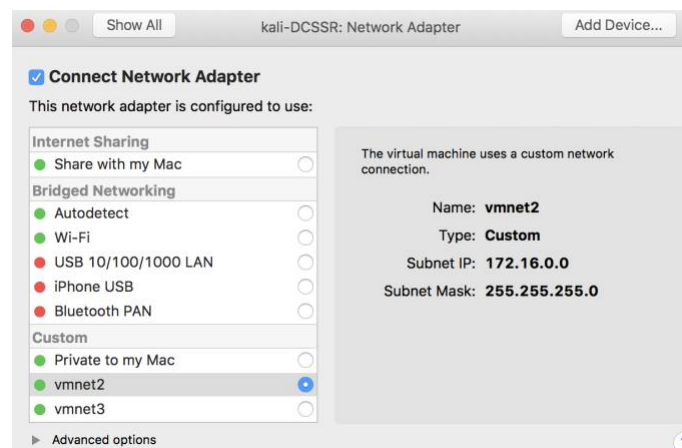 Show All
kali-DCSSR: Network Adapter
Add Device...
Connect Network Adapter
This network adapter is configured to use:
Internet Sharing
Share with my Mac
Bridged Networking
Autodetect
Wi-Fi
USB 10/100/1000 LAN
iPhone USB
Bluetooth PAN
Custom
Private to my Mac
vmnet2
vmnet3
Advanced options
The virtual machine uses a custom network
connection.
Name: vmnet2
Type: Custom
Subnet IP: 172.16.0.0
Subnet Mask: 255.255.255.0